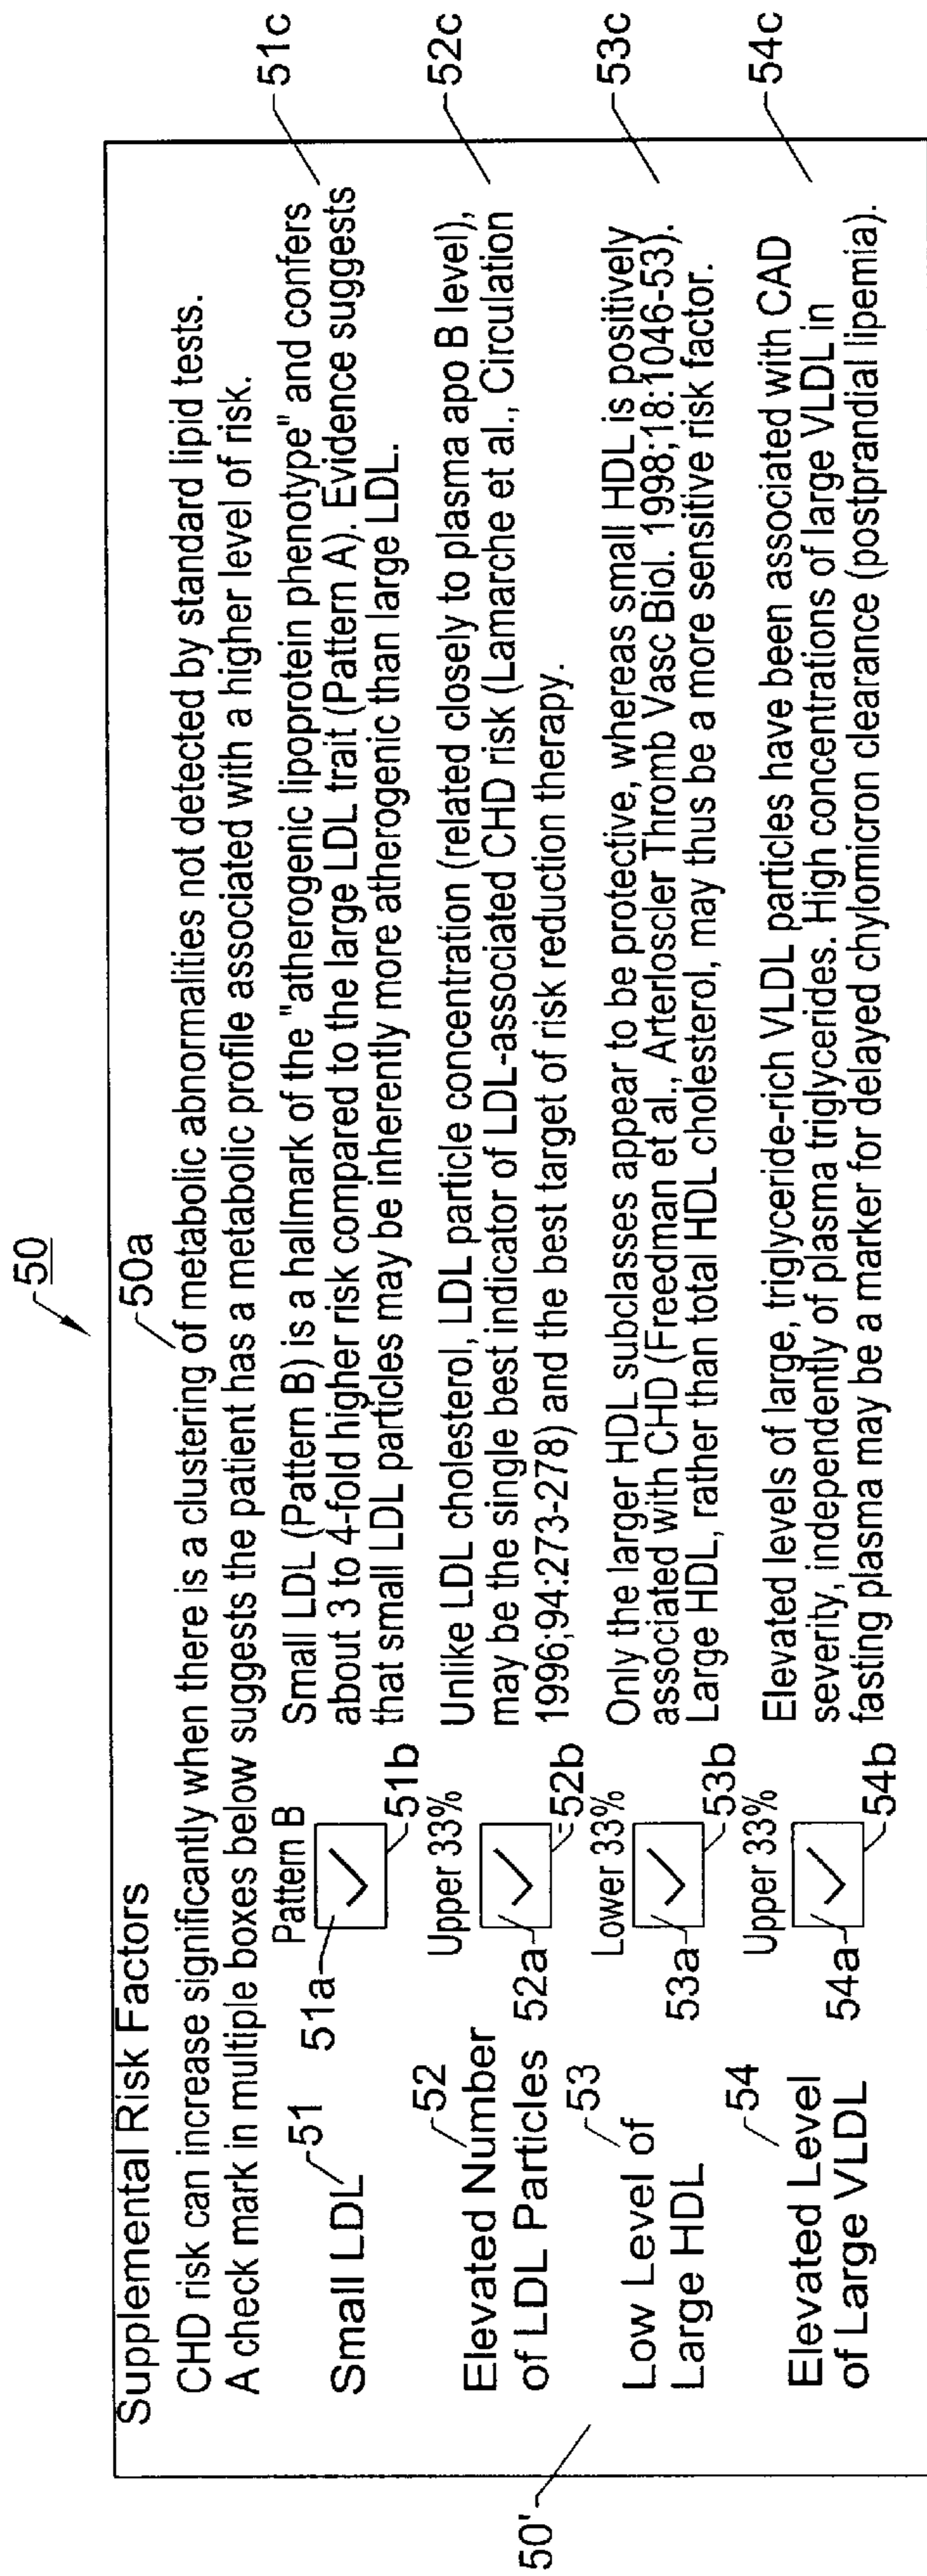 50
Supplemental Risk Factors
50a
CHD risk can increase significantly when there is a clustering of metabolic abnormalities not detected by standard lipid tests.
A check mark in multiple boxes below suggests the patient has a metabolic profile associated with a higher level of risk.
50'
Small LDL
51
51a
Pattern B
51b
Small LDL (Pattern B) is a hallmark of the "atherogenic lipoprotein phenotype" and confers
about 3 to 4-fold higher risk compared to the large LDL trait (Pattern A). Evidence suggests
that small LDL particles may be inherently more atherogenic than large LDL.
51c
Elevated Number
of LDL Particles
52
52a
Upper 33%
52b
Unlike LDL cholesterol, LDL particle concentration (related closely to plasma apo B level),
may be the single best indicator of LDL-associated CHD risk (Lamarche et al., Circulation
1996;94:273-278) and the best target of risk reduction therapy.
52c
Low Level of
Large HDL
53
53a
Lower 33%
53b
Only the larger HDL subclasses appear to be protective, whereas small HDL is positively
associated with CHD (Freedman et al., Arterloscler Thromb Vasc Biol. 1998;18:1046-53).
Large HDL, rather than total HDL cholesterol, may thus be a more sensitive risk factor.
53c
Elevated Level
of Large VLDL
54
54a
Upper 33%
54b
Elevated levels of large, triglyceride-rich VLDL particles have been associated with CAD
severity, independently of plasma triglycerides. High concentrations of large VLDL in
fasting plasma may be a marker for delayed chylomicron clearance (postprandial lipemia).
54c